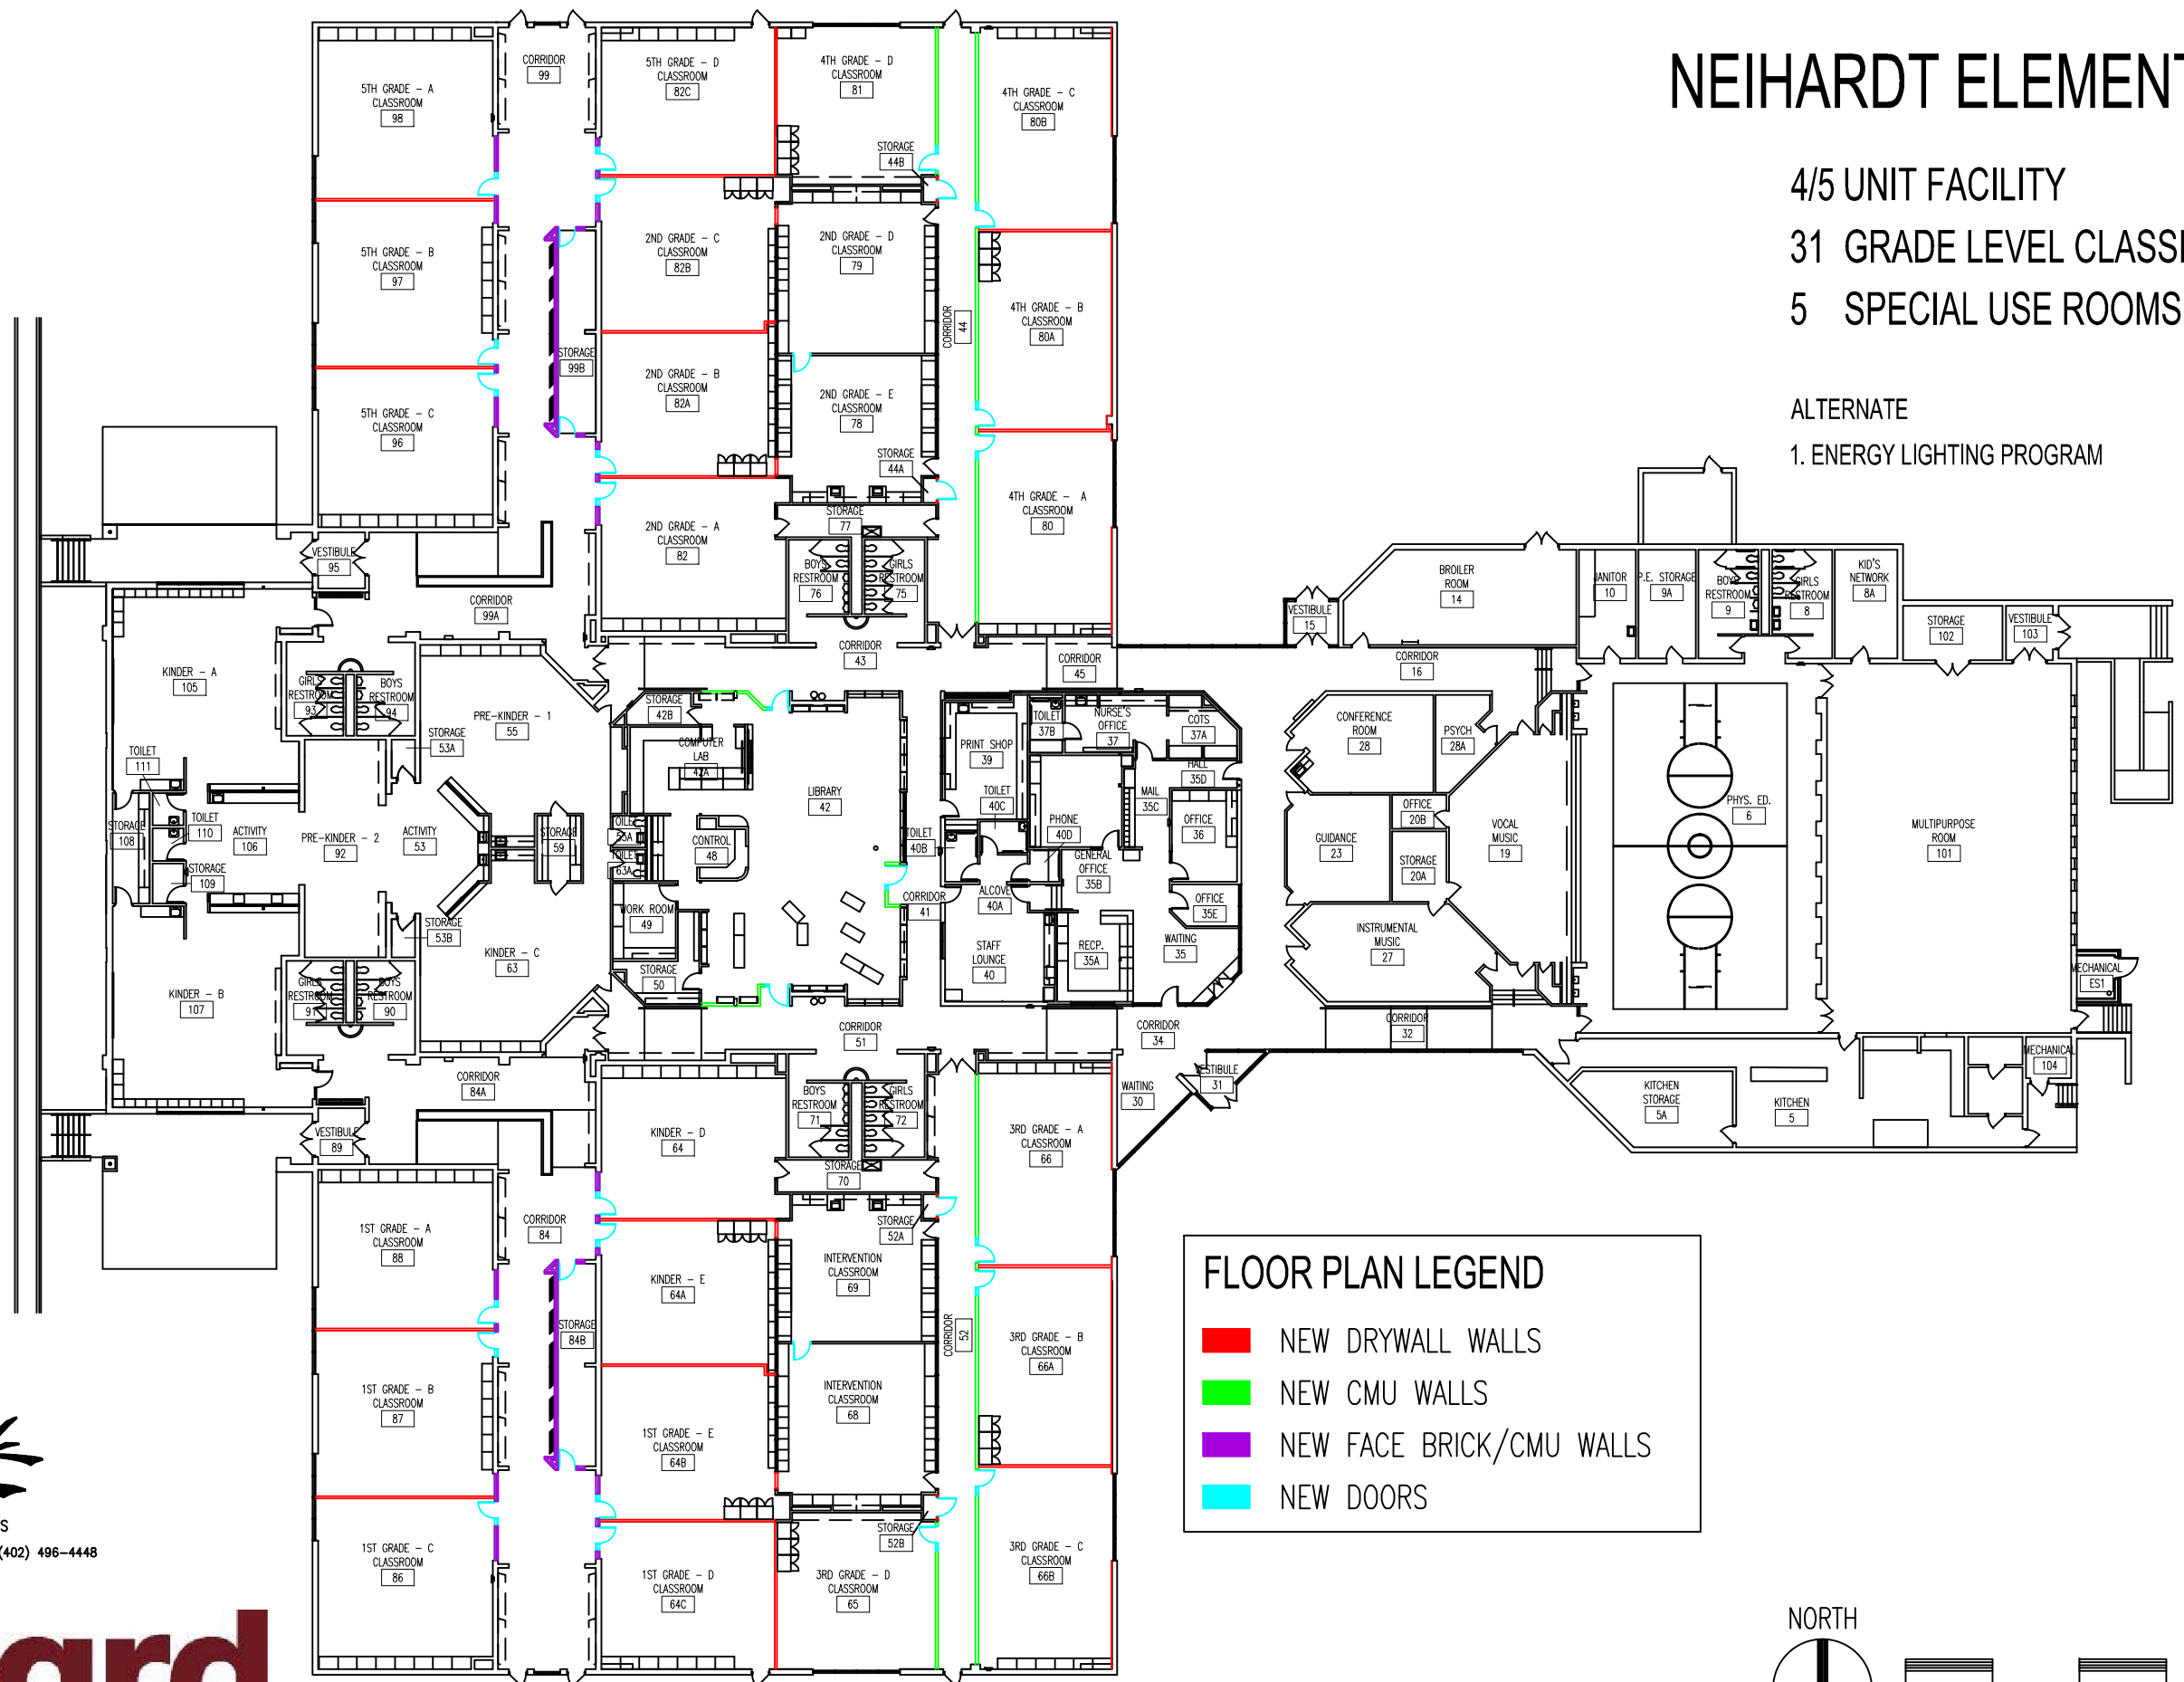 NEIHARDT ELEMENT
4/5 UNIT FACILITY
31 GRADE LEVEL CLASS
5 SPECIAL USE ROOMS
ALTERNATE
1. ENERGY LIGHTING PROGRAM
5TH GRADE - A
CLASSROOM
98
CORRIDOR
99
5TH GRADE - D
CLASSROOM
82C
4TH GRADE - D
CLASSROOM
81
4TH GRADE - C
CLASSROOM
80B
STORAGE
44B
5TH GRADE - B
CLASSROOM
97
2ND GRADE - C
CLASSROOM
82B
2ND GRADE - D
CLASSROOM
79
CORRIDOR
44
4TH GRADE - B
CLASSROOM
80A
STORAGE
99B
5TH GRADE - C
CLASSROOM
96
2ND GRADE - B
CLASSROOM
82A
2ND GRADE - E
CLASSROOM
78
STORAGE
44A
4TH GRADE - A
CLASSROOM
80
2ND GRADE - A
CLASSROOM
82
STORAGE
77
VESTIBULE
95
BOYS
RESTROOM
76
GIRLS
RESTROOM
75
CORRIDOR
99A
BROILER
ROOM
14
VESTIBULE
15
JANITOR
10
P.E. STORAGE
9A
BOYS
RESTROOM
9
GIRLS
RESTROOM
8
KID'S
NETWORK
8A
STORAGE
102
VESTIBULE
103
CORRIDOR
43
CORRIDOR
45
CORRIDOR
16
KINDER - A
105
GIRLS
RESTROOM
93
BOYS
RESTROOM
94
PRE-KINDER - 1
55
STORAGE
53A
STORAGE
42B
COMPUTER
LAB
42A
LIBRARY
42
PRINT SHOP
39
TOILET
37B
NURSE'S
OFFICE
37
COTS
37A
HALL
35D
CONFERENCE
ROOM
28
PSYCH
28A
TOILET
111
TOILET
110
STORAGE
108
ACTIVITY
106
STORAGE
109
PRE-KINDER - 2
92
ACTIVITY
53
STORAGE
59
TOILET
63A
CONTROL
48
TOILET
40B
TOILET
40C
PHONE
40D
MAIL
35C
OFFICE
36
GENERAL
OFFICE
35B
GUIDANCE
23
OFFICE
20B
STORAGE
20A
VOCAL
MUSIC
19
PHYS. ED.
6
MULTIPURPOSE
ROOM
101
STORAGE
53B
WORK ROOM
49
CORRIDOR
41
ALCOVE
40A
OFFICE
35E
KINDER - C
63
STORAGE
50
STAFF
LOUNGE
40
RECP.
35A
WAITING
35
INSTRUMENTAL
MUSIC
27
MECHANICAL
ES1
KINDER - B
107
GIRLS
RESTROOM
91
BOYS
RESTROOM
90
CORRIDOR
51
CORRIDOR
34
CORRIDOR
32
CORRIDOR
84A
VESTIBULE
89
KINDER - D
64
BOYS
RESTROOM
71
GIRLS
RESTROOM
72
STORAGE
70
3RD GRADE - A
CLASSROOM
66
WAITING
30
VESTIBULE
31
KITCHEN
STORAGE
5A
KITCHEN
5
MECHANICAL
104
1ST GRADE - A
CLASSROOM
88
CORRIDOR
84
STORAGE
52A
KINDER - E
64A
INTERVENTION
CLASSROOM
69
STORAGE
84B
CORRIDOR
52
3RD GRADE - B
CLASSROOM
66A
1ST GRADE - B
CLASSROOM
87
1ST GRADE - E
CLASSROOM
64B
INTERVENTION
CLASSROOM
68
STORAGE
52B
1ST GRADE - C
CLASSROOM
86
1ST GRADE - D
CLASSROOM
64C
3RD GRADE - D
CLASSROOM
65
3RD GRADE - C
CLASSROOM
66B
FLOOR PLAN LEGEND
NEW DRYWALL WALLS
NEW CMU WALLS
NEW FACE BRICK/CMU WALLS
NEW DOORS
S
(402) 496-4448
ard
NORTH